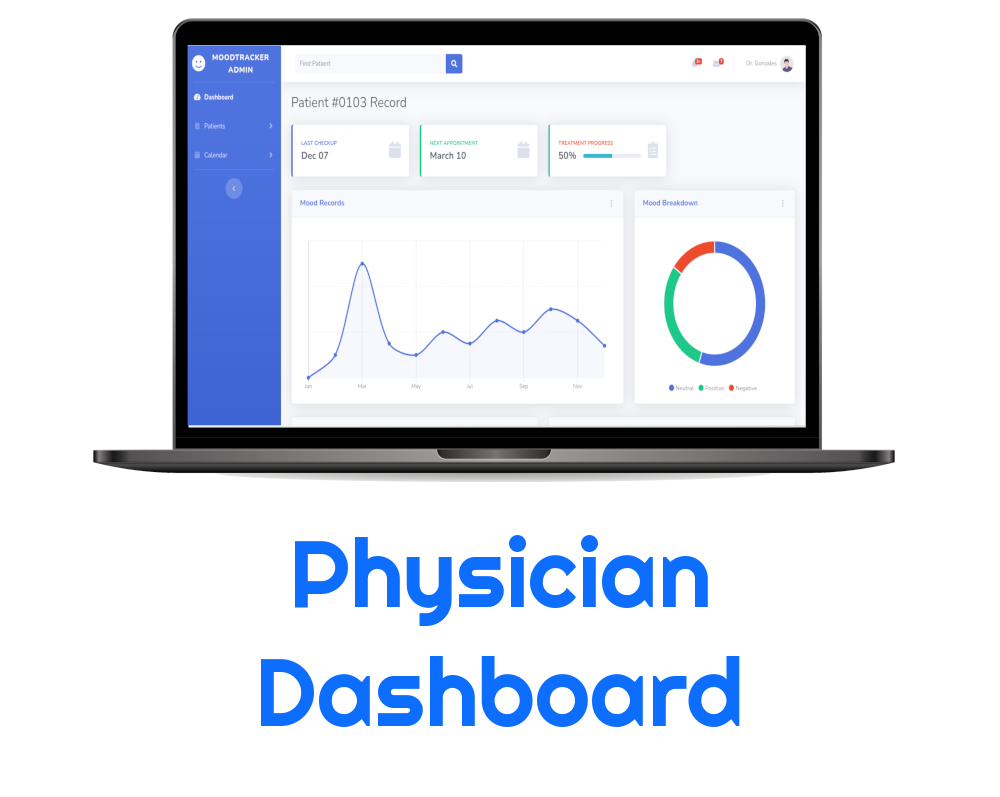 MOODTRACKER
ADMIN
Find Patient
Dr. Gonzales
Dashboard
Patients
Calendar
Patient #0103 Record
LAST CHECKUP
Dec 07
NEXT APPOINTMENT
March 10
TREATMENT PROGRESS
50%
Mood Records
Mood Breakdown
Jan Mar May Jul Sep Nov
Neutral Positive Negative
Physician
Dashboard